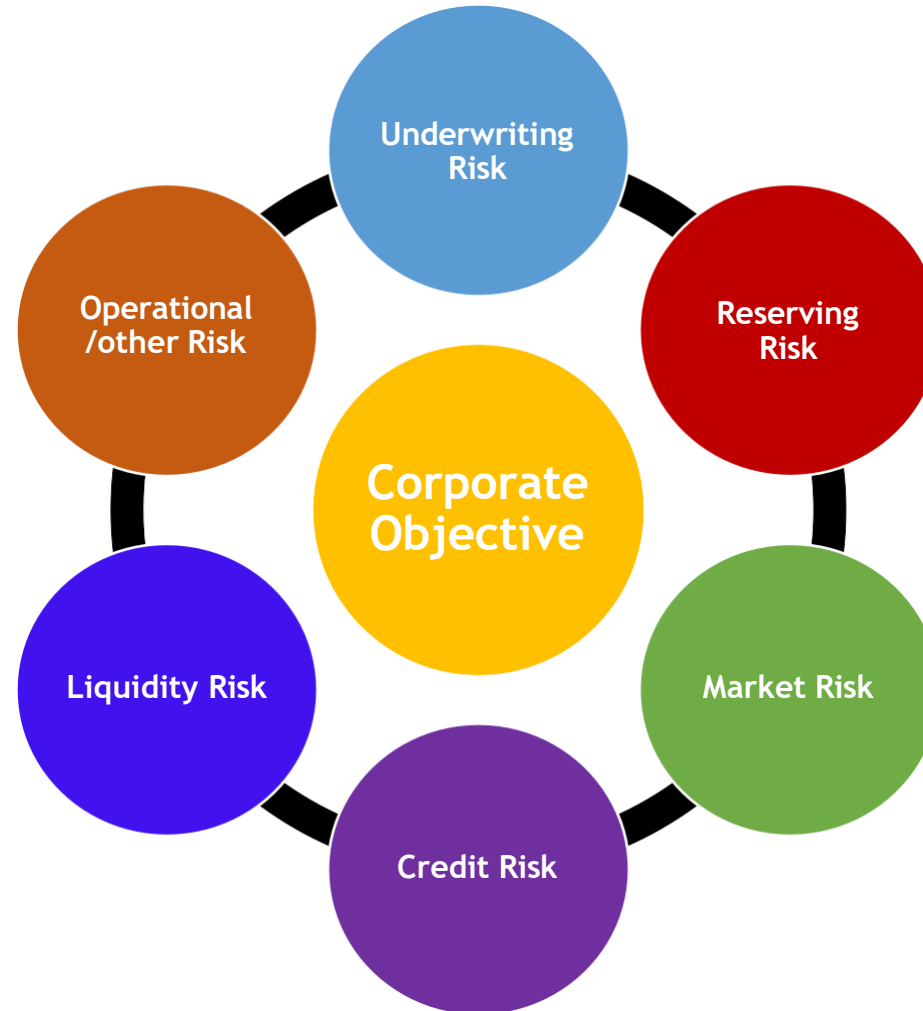 Underwriting
Risk
Operational
/other Risk
Reserving
Risk
Corporate
Objective
Liquidity Risk
Market Risk
Credit Risk